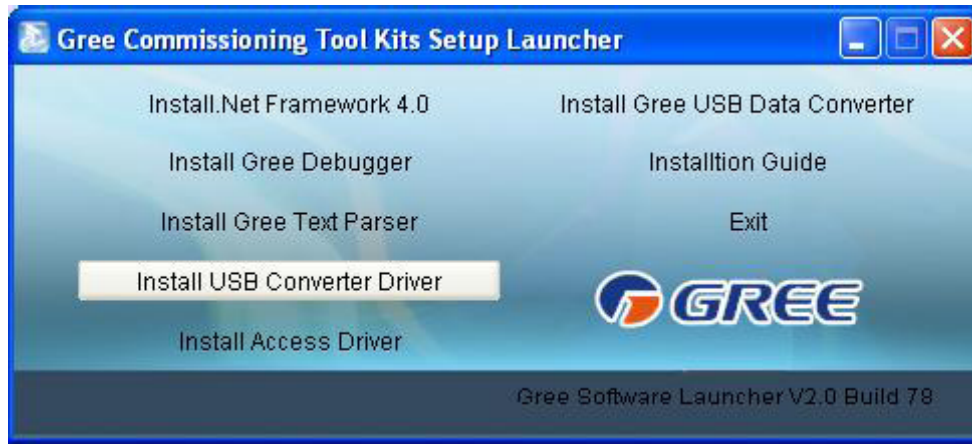 Gree Commissioning Tool Kits Setup Launcher
Install.Net Framework 4.0
Install Gree USB Data Converter
Install Gree Debugger
Installtion Guide
Install Gree Text Parser
Exit
Install USB Converter Driver
GREE
Install Access Driver
Gree Software Launcher V2.0 Build 78